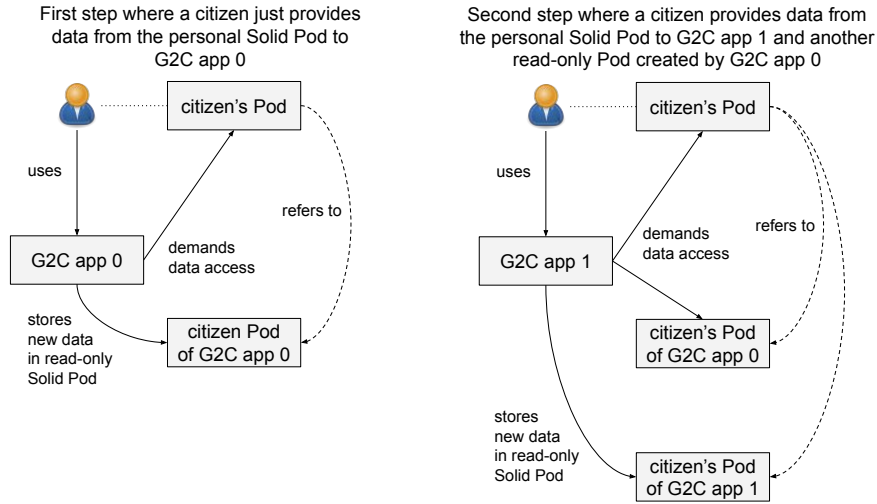 First step where a citizen just provides
data from the personal Solid Pod to
G2C app 0
citizen's Pod
uses
refers to
G2C app 0
demands
data access
stores
new data
in read-only
Solid Pod
citizen Pod
of G2C app 0
Second step where a citizen provides data from
the personal Solid Pod to G2C app 1 and another
read-only Pod created by G2C app 0
citizen's Pod
uses
demands
data access
refers to
G2C app 1
citizen's Pod
of G2C app 0
stores
new data
in read-only
Solid Pod
citizen's Pod
of G2C app 1